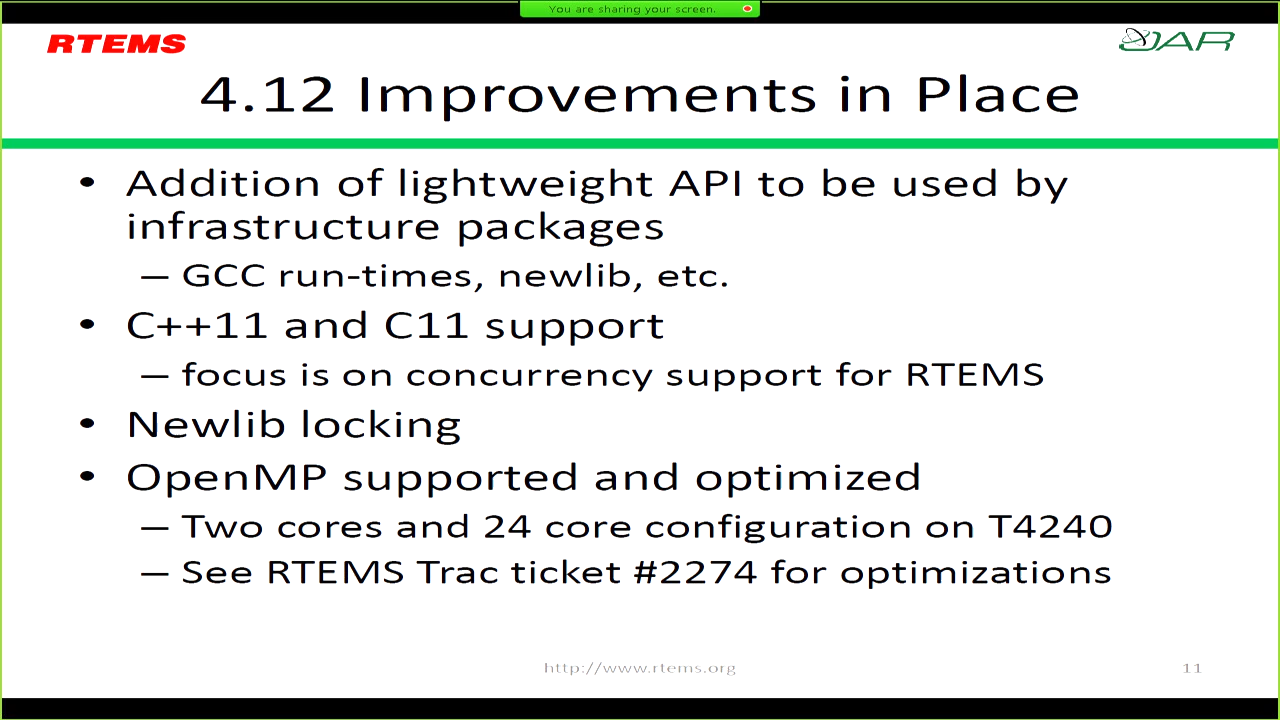 You are sharing your screen.
RTEMS
OAR
4.12 Improvements in Place
• Addition of lightweight API to be used by
infrastructure packages
– GCC run-times, newlib, etc.
• C++11 and C11 support
– focus is on concurrency support for RTEMS
• Newlib locking
• OpenMP supported and optimized
– Two cores and 24 core configuration on T4240
– See RTEMS Trac ticket #2274 for optimizations
http://www.rtems.org
11